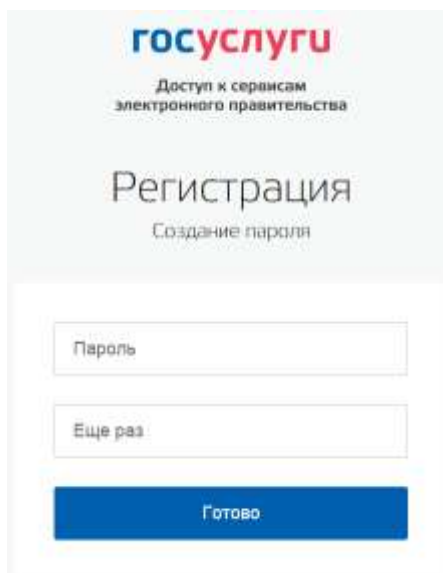 госуслуги
Доступ к сервисам
электронного правительства
Регистрация
Создание пароля
Пароль
Еще раз
Готово